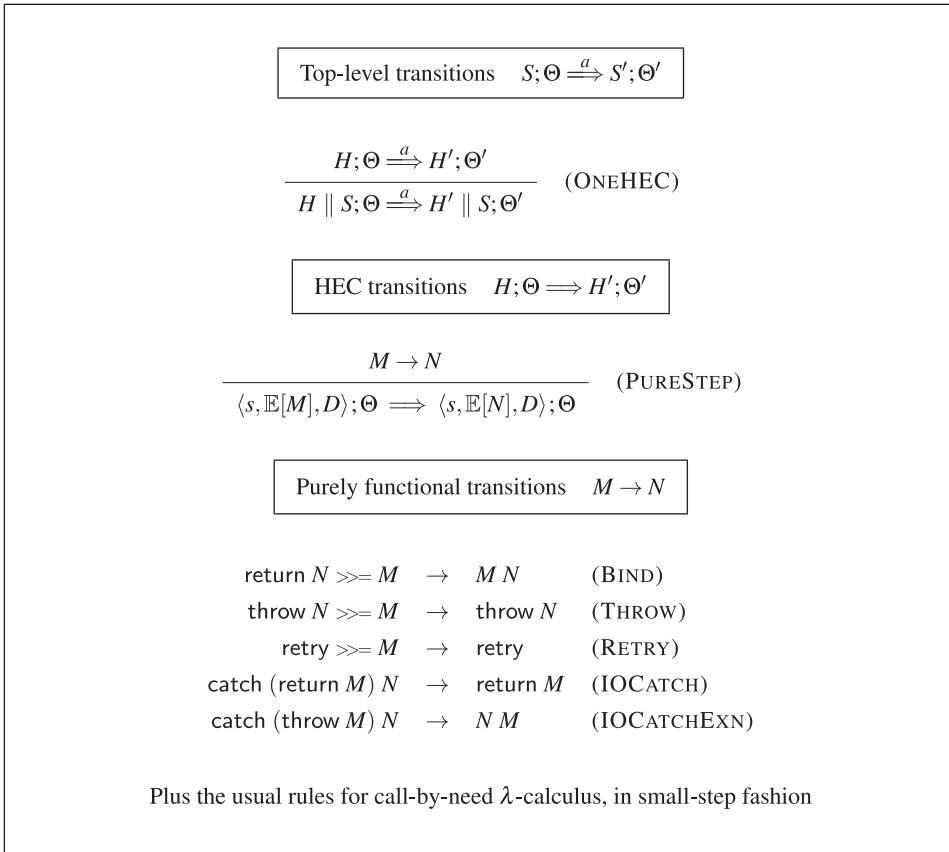 Top-level transitions S;Θ ⟹ᵃ S′;Θ′
H;Θ ⟹ᵃ H′;Θ′
H ∥ S;Θ ⟹ᵃ H′ ∥ S;Θ′
(ONEHEC)
HEC transitions H;Θ ⟹ H′;Θ′
M → N
⟨s,𝔼[M],D⟩;Θ ⟹ ⟨s,𝔼[N],D⟩;Θ
(PURESTEP)
Purely functional transitions M → N
return N >>= M → M N (BIND)
throw N >>= M → throw N (THROW)
retry >>= M → retry (RETRY)
catch (return M) N → return M (IOCATCH)
catch (throw M) N → N M (IOCATCHEXN)
Plus the usual rules for call-by-need λ-calculus, in small-step fashion